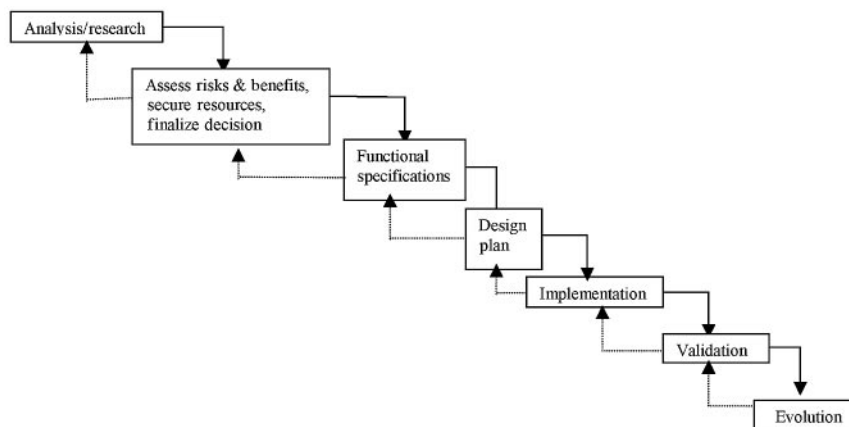 Analysis/research
Assess risks & benefits,
secure resources,
finalize decision
Functional
specifications
Design
plan
Implementation
Validation
Evolution